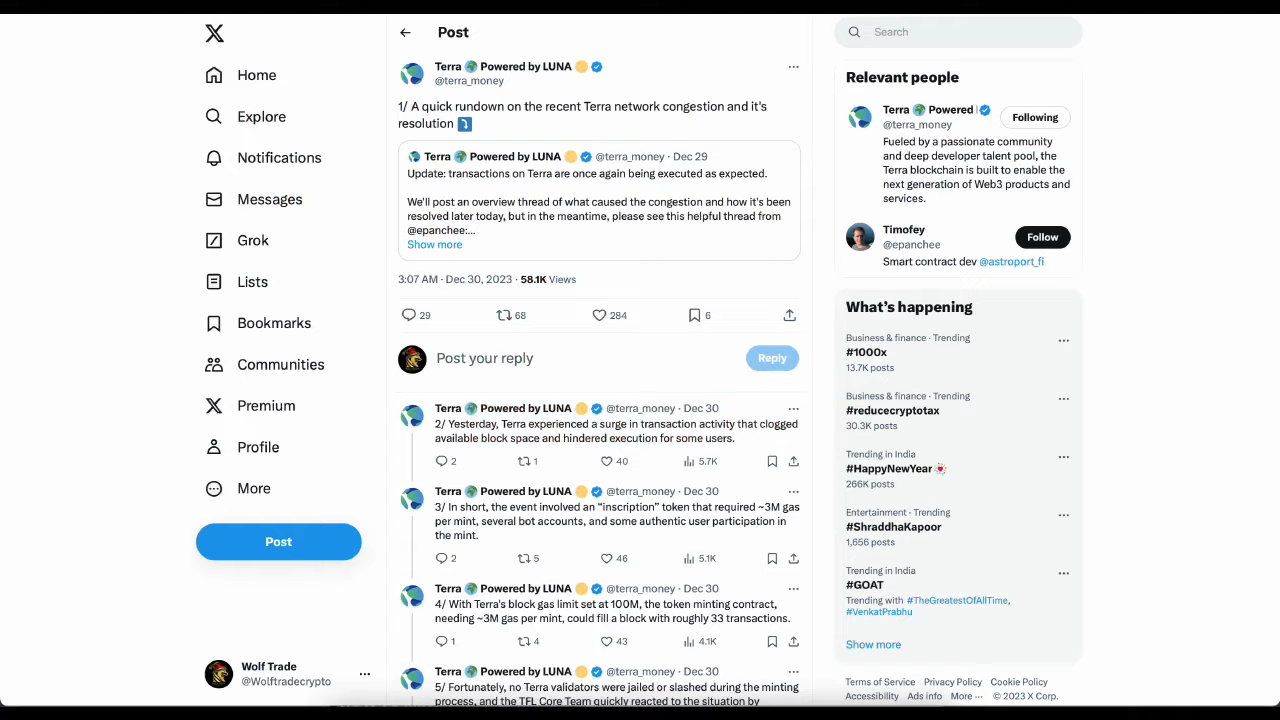 Home
Explore
Notifications
Messages
Grok
Lists
Bookmarks
Communities
Premium
Profile
More
Post
Wolf Trade
@Wolftradecrypto
Post
Terra Powered by LUNA
@terra_money
1/ A quick rundown on the recent Terra network congestion and it's
resolution
Terra Powered by LUNA @terra_money · Dec 29
Update: transactions on Terra are once again being executed as expected.
We'll post an overview thread of what caused the congestion and how it's been
resolved later today, but in the meantime, please see this helpful thread from
@epanchee:...
Show more
3:07 AM · Dec 30, 2023 · 58.1K Views
29 68 284 6
Post your reply
Reply
Terra Powered by LUNA @terra_money · Dec 30
2/ Yesterday, Terra experienced a surge in transaction activity that clogged
available block space and hindered execution for some users.
2 1 40 5.7K
Terra Powered by LUNA @terra_money · Dec 30
3/ In short, the event involved an “inscription” token that required ~3M gas
per mint, several bot accounts, and some authentic user participation in
the mint.
2 5 46 5.1K
Terra Powered by LUNA @terra_money · Dec 30
4/ With Terra's block gas limit set at 100M, the token minting contract,
needing ~3M gas per mint, could fill a block with roughly 33 transactions.
1 4 43 4.1K
Terra Powered by LUNA @terra_money · Dec 30
5/ Fortunately, no Terra validators were jailed or slashed during the minting
process, and the TFL Core Team quickly reacted to the situation by
Search
Relevant people
Terra Powered
@terra_money
Following
Fueled by a passionate community
and deep developer talent pool, the
Terra blockchain is built to enable the
next generation of Web3 products and
services.
Timofey
@epanchee
Follow
Smart contract dev @astroport_fi
What's happening
Business & finance · Trending
#1000x
13.7K posts
Business & finance · Trending
#reducecryptotax
30.3K posts
Trending in India
#HappyNewYear
266K posts
Entertainment · Trending
#ShraddhaKapoor
1,656 posts
Trending in India
#GOAT
Trending with #TheGreatestOfAllTime,
#VenkatPrabhu
Show more
Terms of Service Privacy Policy Cookie Policy
Accessibility Ads info More ··· © 2023 X Corp.